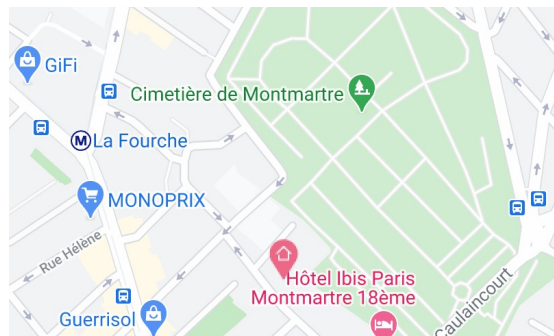 GiFi
Cimetière de Montmartre
M
La Fourche
MONOPRIX
Rue Hélène
Hôtel Ibis Paris
Montmartre 18ème
Caulaincourt
Guerrisol